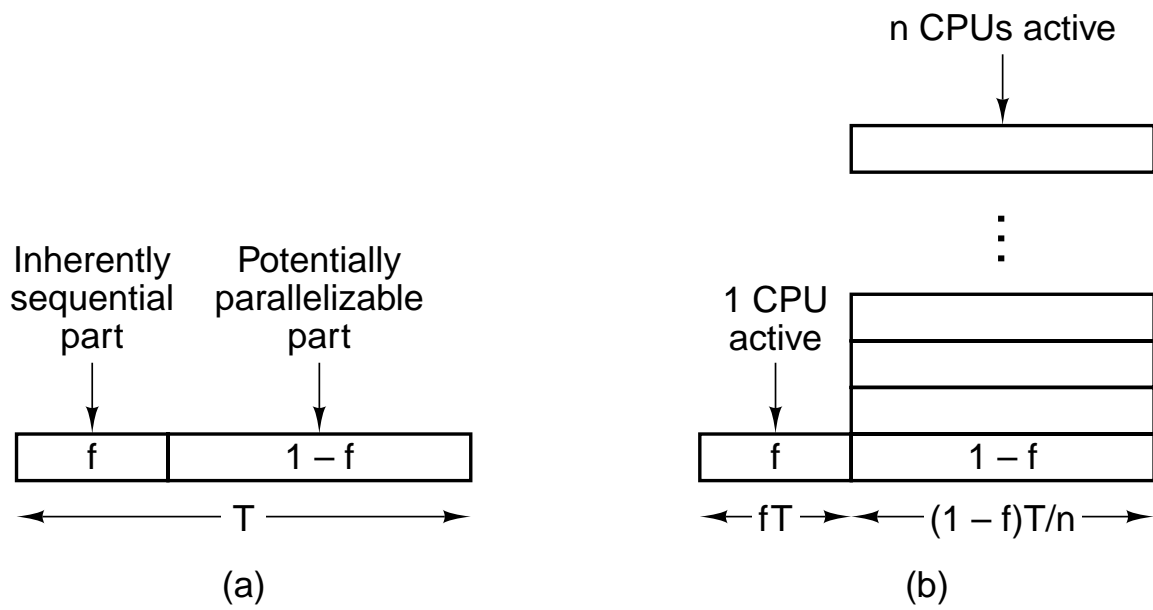 Inherently
sequential
part
Potentially
parallelizable
part
f
1 – f
T
(a)
n CPUs active
1 CPU
active
f
1 – f
fT
(1 – f)T/n
(b)